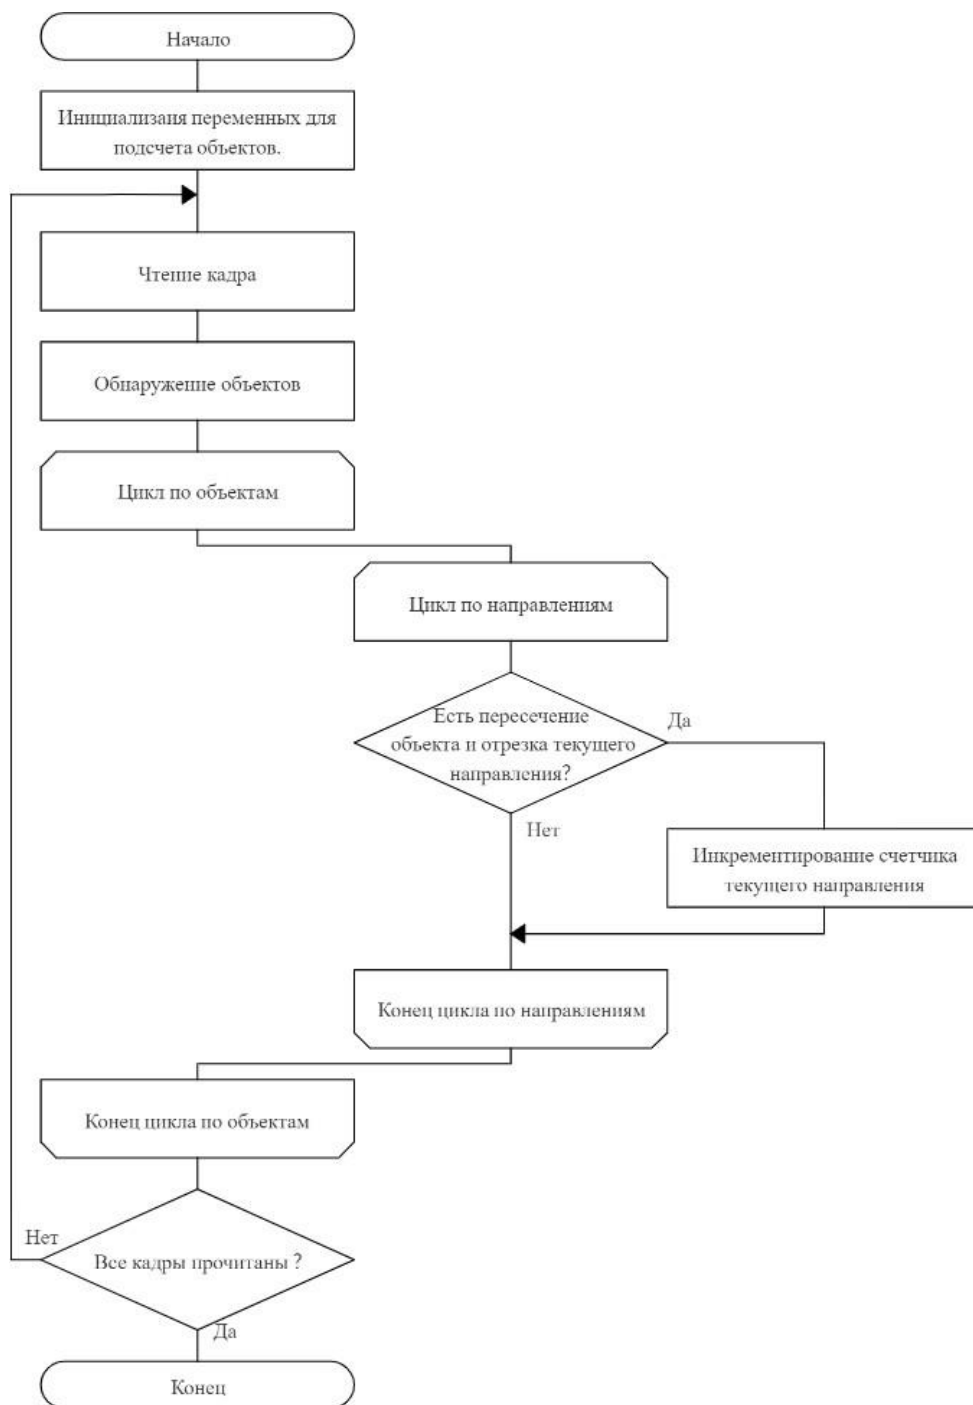 Начало
Инициализаия переменных для
подсчета объектов.
Чтение кадра
Обнаружение объектов
Цикл по объектам
Цикл по направлениям
Есть пересечение
объекта и отрезка текущего
направления?
Да
Нет
Инкрементирование счетчика
текущего направления
Конец цикла по направлениям
Конец цикла по объектам
Нет
Все кадры прочитаны ?
Да
Конец